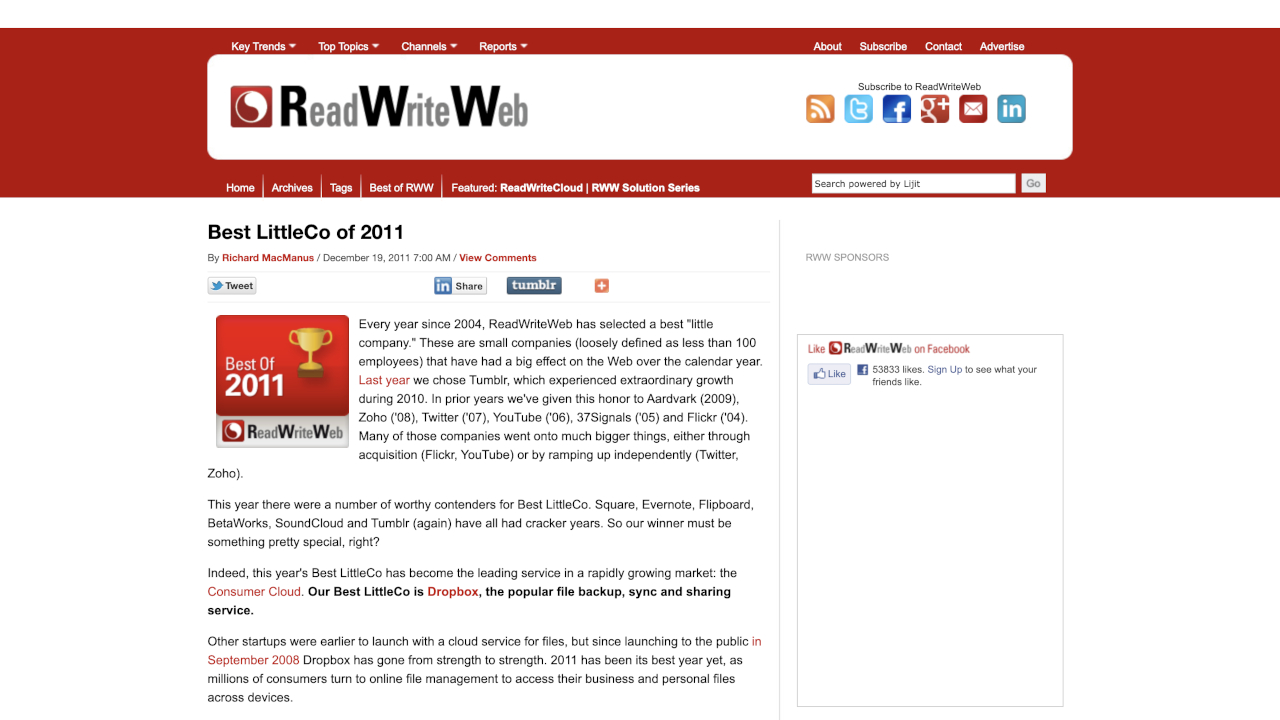 Key Trends Top Topics Channels Reports About Subscribe Contact Advertise
ReadWriteWeb
Subscribe to ReadWriteWeb
Home Archives Tags Best of RWW Featured: ReadWriteCloud | RWW Solution Series
Search powered by Lijit Go
Best LittleCo of 2011
By Richard MacManus / December 19, 2011 7:00 AM / View Comments
Tweet in Share tumblr
Best Of
2011
ReadWriteWeb
Every year since 2004, ReadWriteWeb has selected a best "little
company." These are small companies (loosely defined as less than 100
employees) that have had a big effect on the Web over the calendar year.
Last year we chose Tumblr, which experienced extraordinary growth
during 2010. In prior years we've given this honor to Aardvark (2009),
Zoho ('08), Twitter ('07), YouTube ('06), 37Signals ('05) and Flickr ('04).
Many of those companies went onto much bigger things, either through
acquisition (Flickr, YouTube) or by ramping up independently (Twitter,
Zoho).
This year there were a number of worthy contenders for Best LittleCo. Square, Evernote, Flipboard,
BetaWorks, SoundCloud and Tumblr (again) have all had cracker years. So our winner must be
something pretty special, right?
Indeed, this year's Best LittleCo has become the leading service in a rapidly growing market: the
Consumer Cloud. Our Best LittleCo is Dropbox, the popular file backup, sync and sharing
service.
Other startups were earlier to launch with a cloud service for files, but since launching to the public in
September 2008 Dropbox has gone from strength to strength. 2011 has been its best year yet, as
millions of consumers turn to online file management to access their business and personal files
across devices.
RWW SPONSORS
Like ReadWriteWeb on Facebook
Like 53833 likes. Sign Up to see what your
friends like.